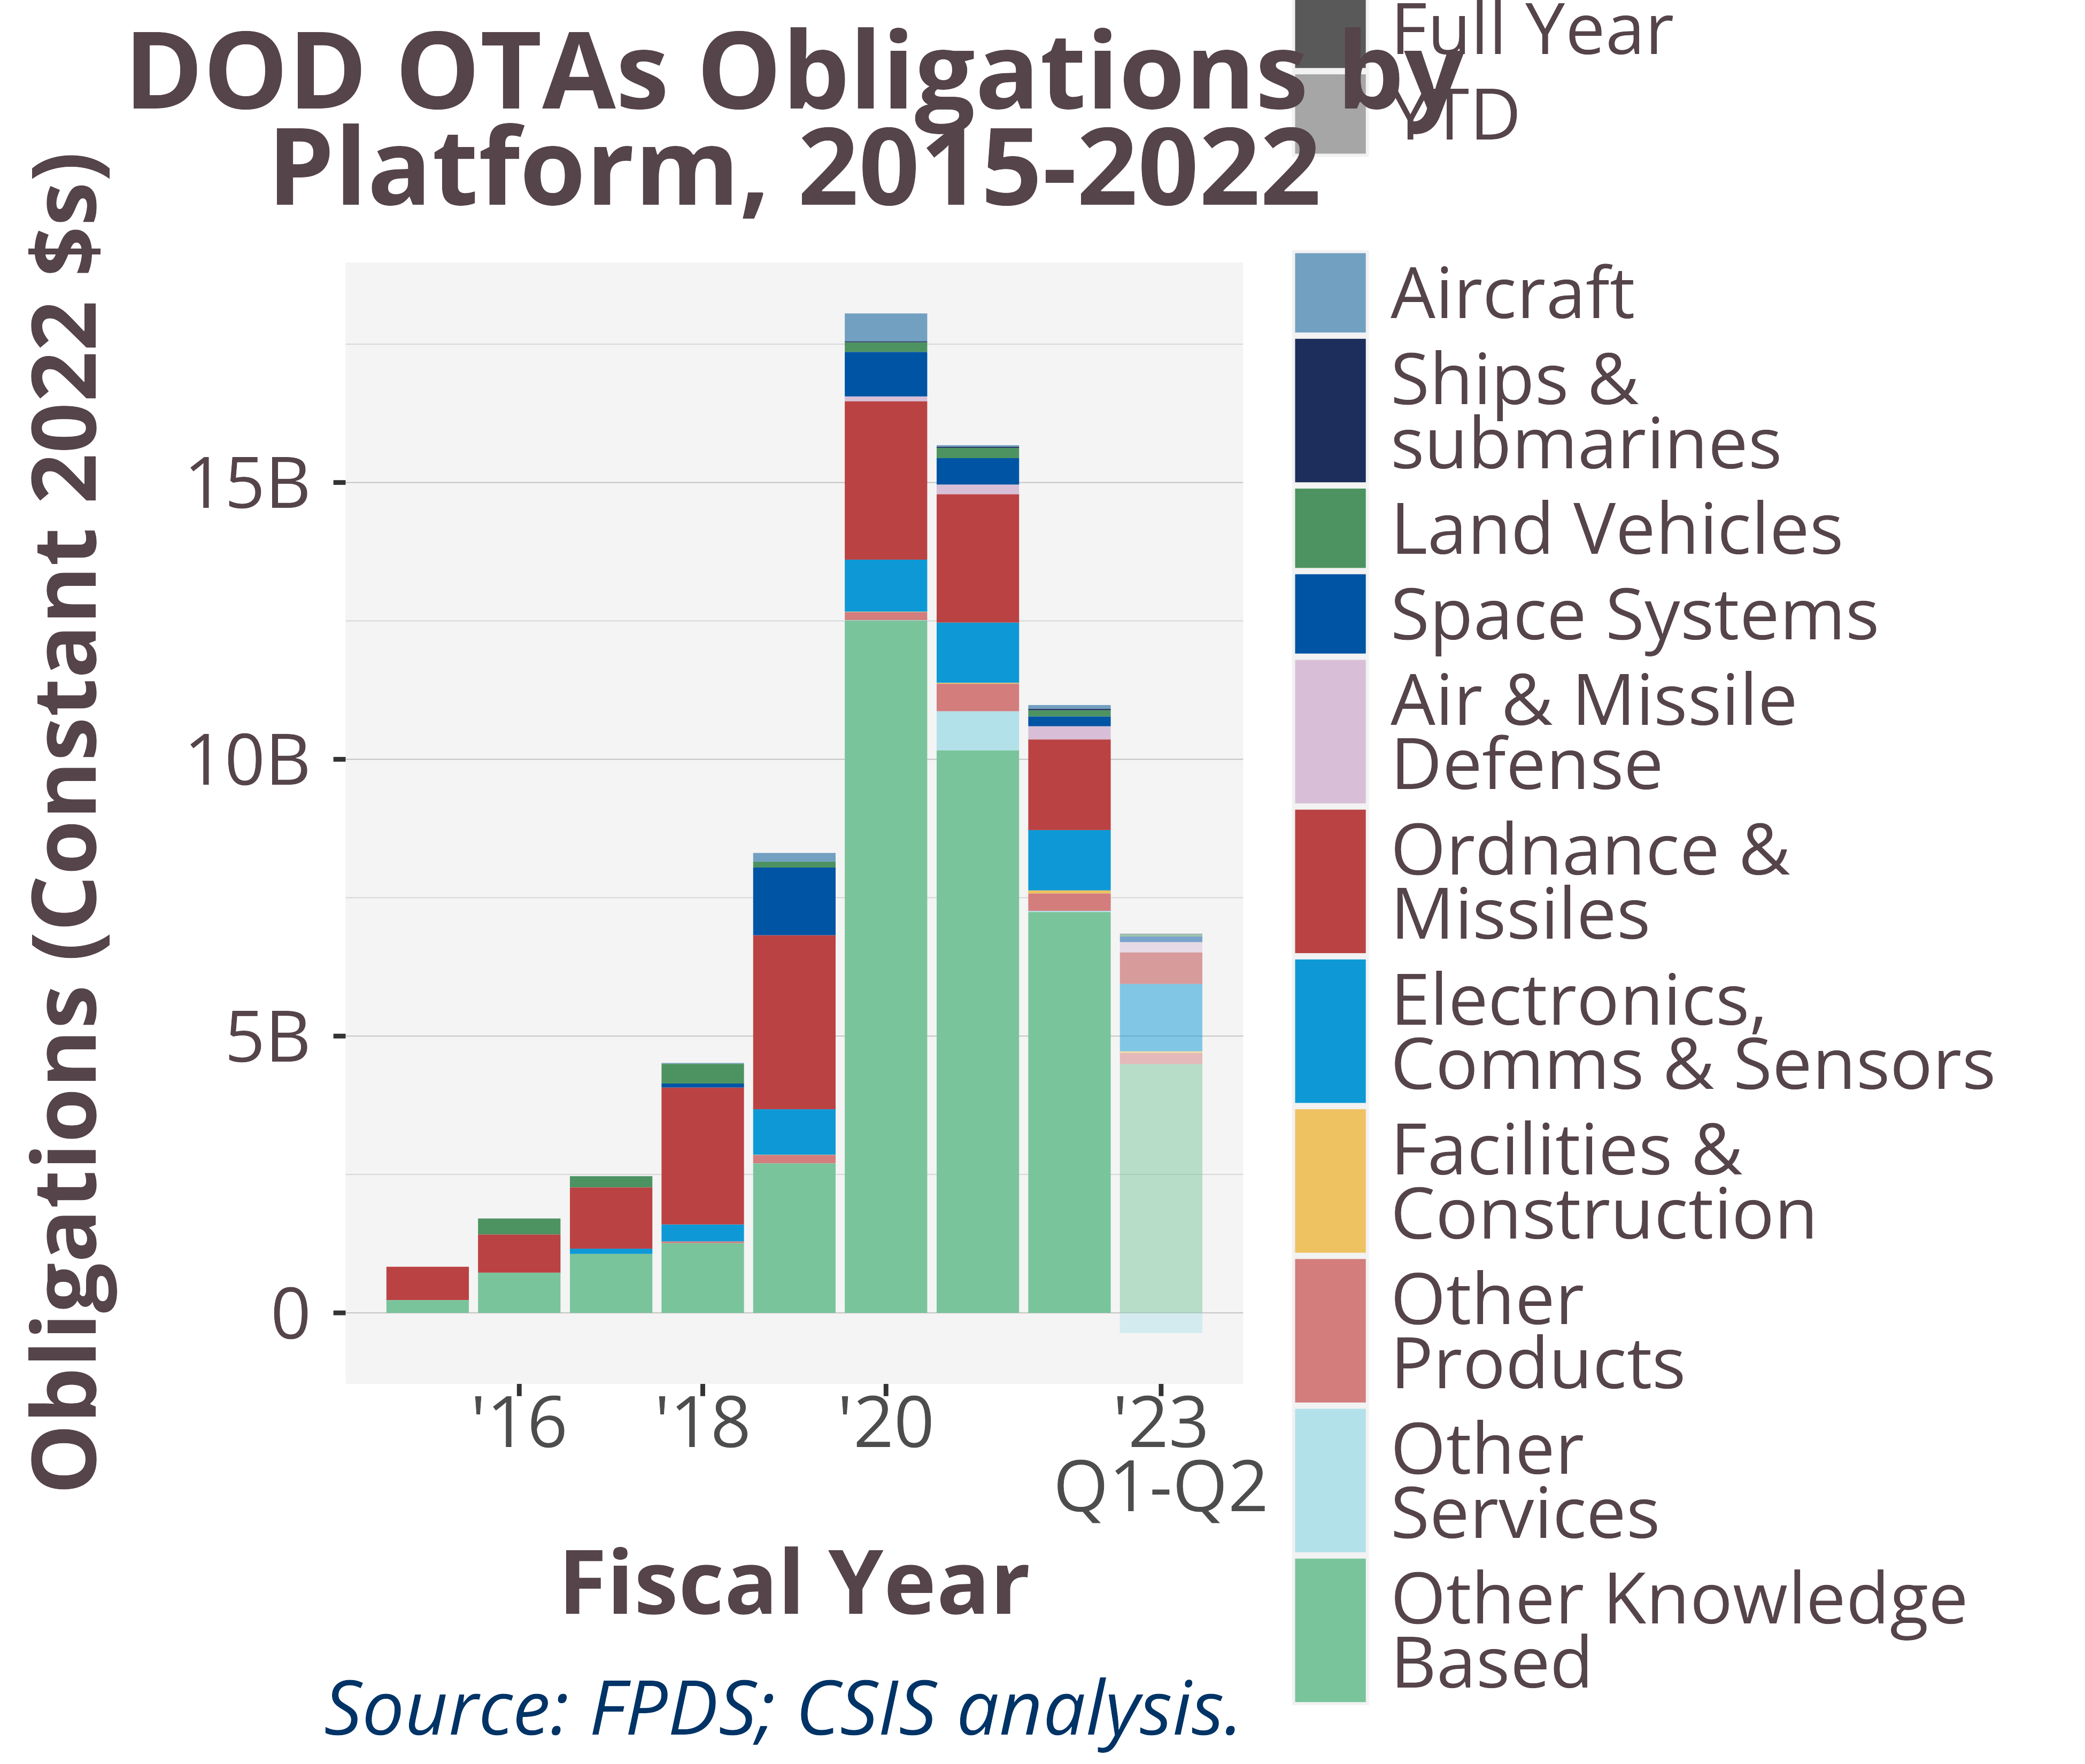 DOD OTAs Obligations by
Platform, 2015-2022
Full Year
YTD
Obligations (Constant 2022 $s)
15B
10B
5B
0
'16
'18
'20
'23
Q1-Q2
Fiscal Year
Aircraft
Ships &
submarines
Land Vehicles
Space Systems
Air & Missile
Defense
Ordnance &
Missiles
Electronics,
Comms & Sensors
Facilities &
Construction
Other
Products
Other
Services
Other Knowledge
Based
Source: FPDS; CSIS analysis.